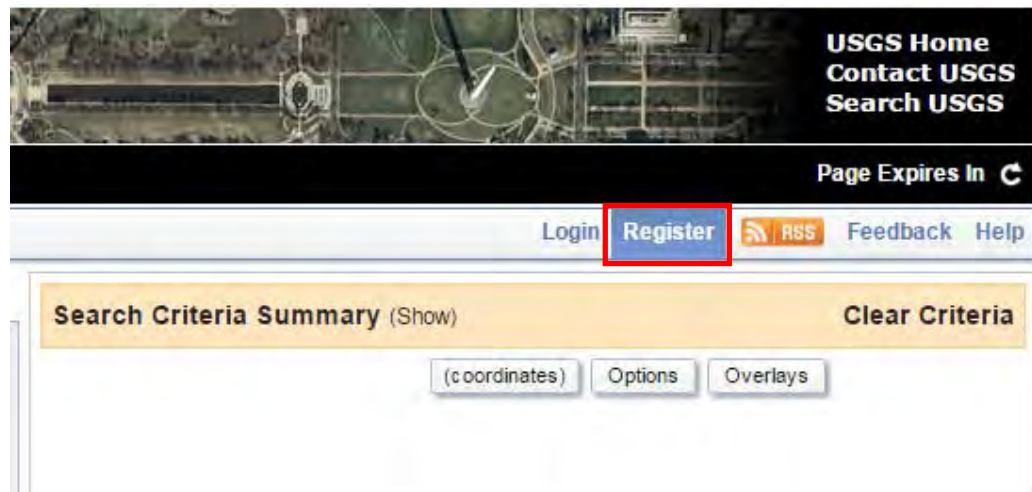 USGS Home
Contact USGS
Search USGS
Page Expires In
Login Register RSS Feedback Help
Search Criteria Summary (Show) Clear Criteria
(coordinates) Options Overlays